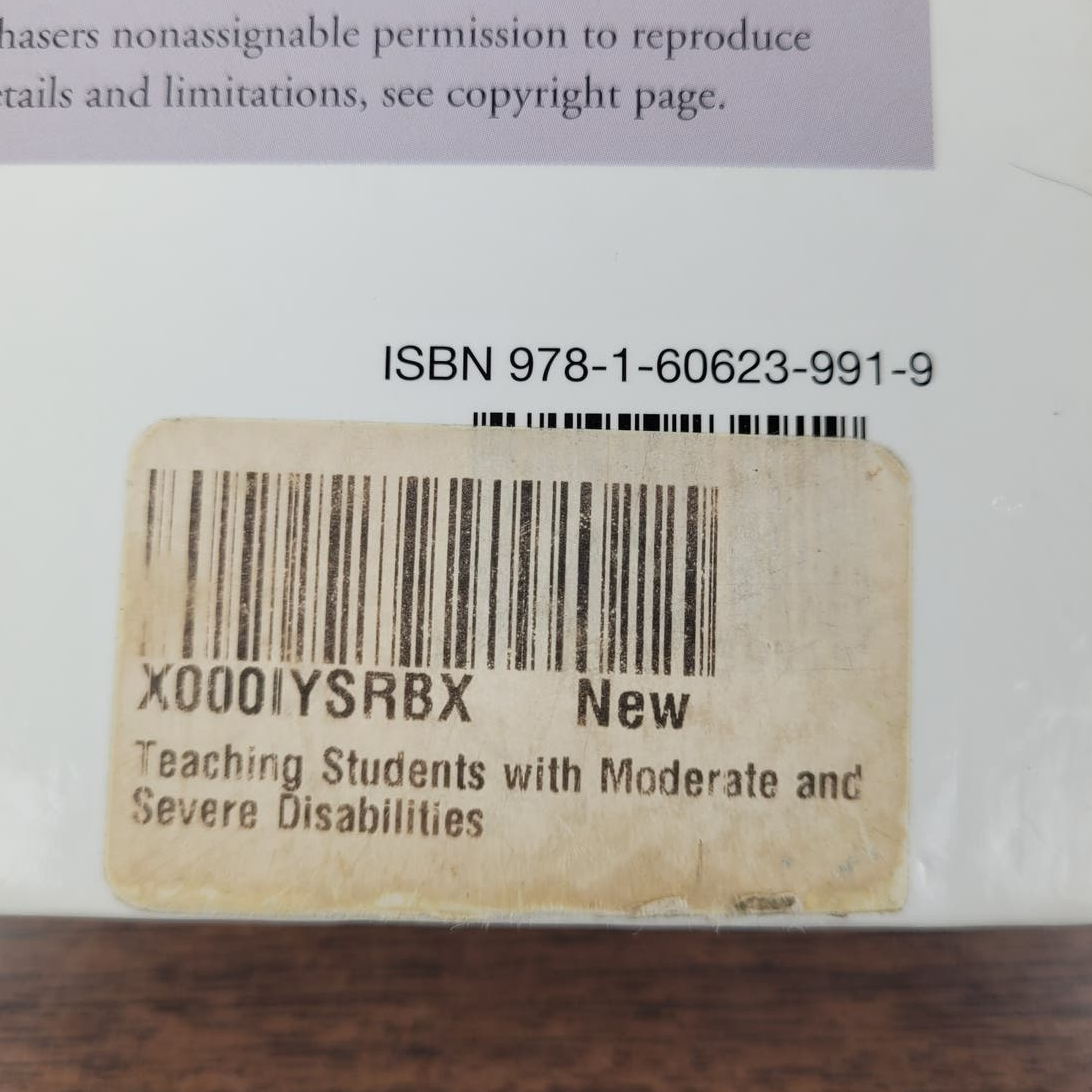 hasers nonassignable permission to reproduce
etails and limitations, see copyright page.
ISBN 978-1-60623-991-9
X000IYSRBX New
Teaching Students with Moderate and
Severe Disabilities